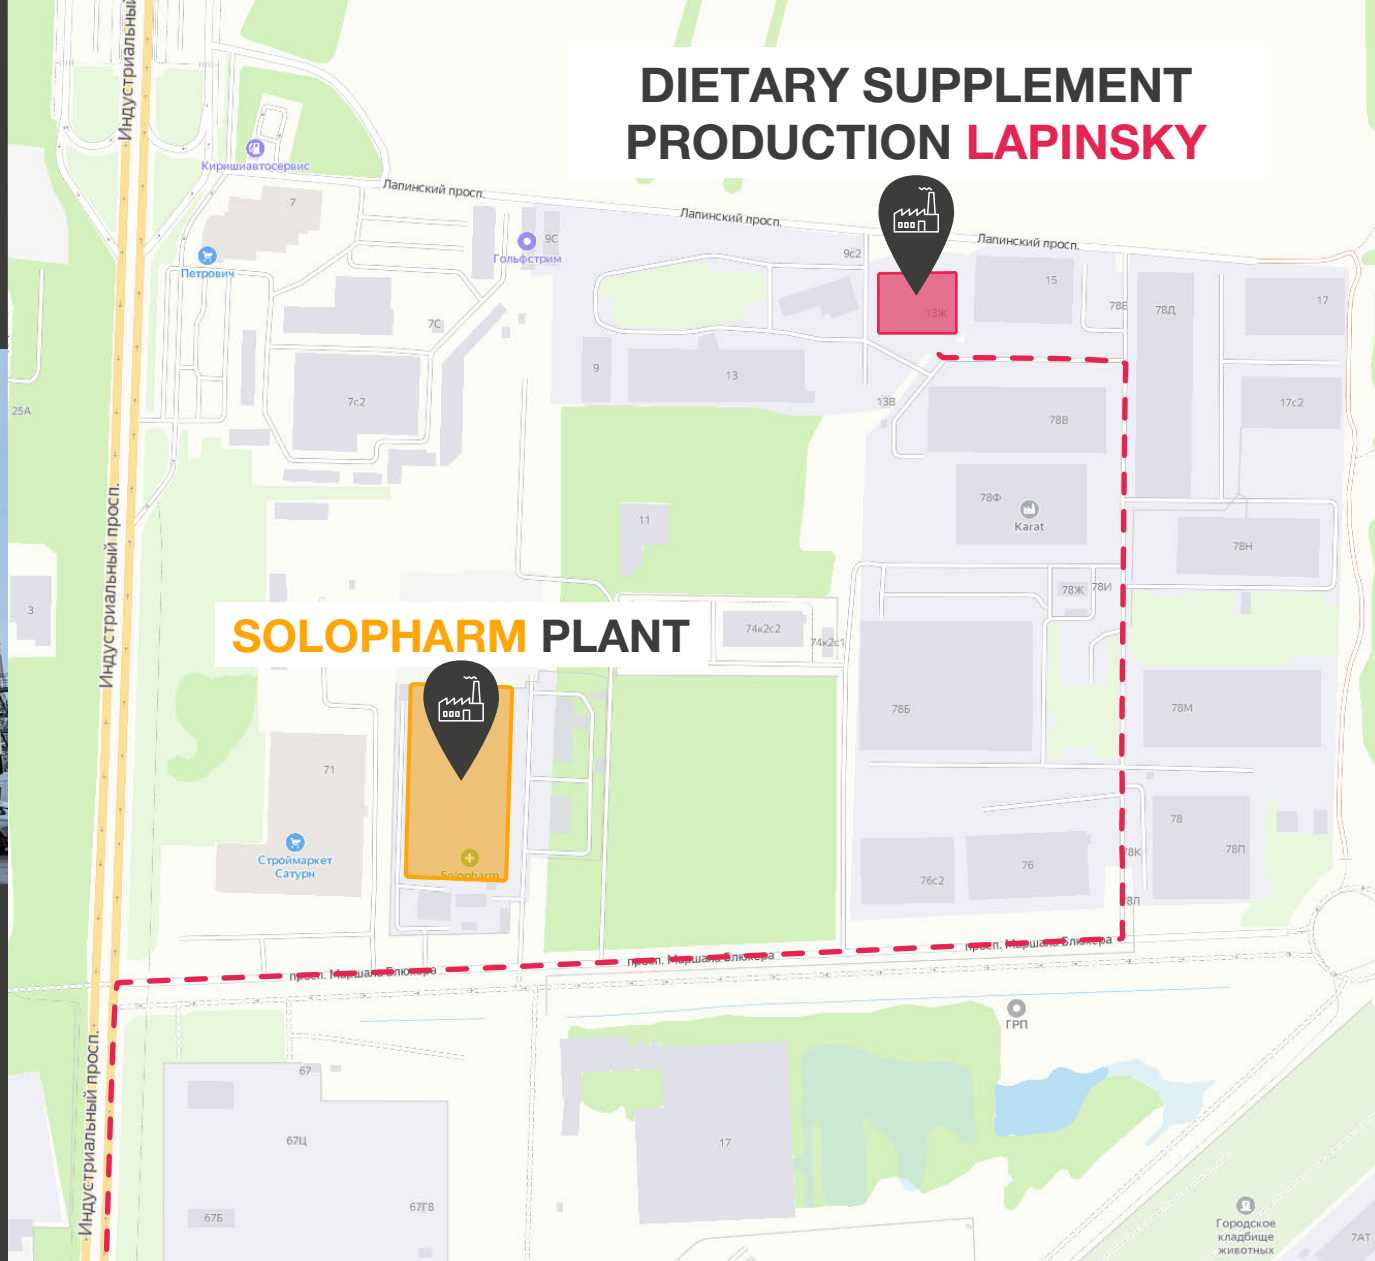 Индустриальный
DIETARY SUPPLEMENT
PRODUCTION LAPINSKY
Киришиавтосервис
Лапинский просп.
7
Лапинский просп.
Лапинский просп.
9С
Гольфстрим
9с2
Петрович
15
78Е
78Д
17
13Ж
7С
9
13
7с2
25А
13В
78В
17с2
78Ф
Karat
11
78Н
Индустриальный просп.
3
78Ж
78И
SOLOPHARM PLANT
74к2с2
74к2с1
78Б
78М
71
78
Строймаркет
Сатурн
Solopharm
76с2
76
78К
78П
78Л
просп. Маршала Блюхера
просп. Маршала Блюхера
просп. Маршала Блюхера
ГРП
Индустриальный просп.
67
67Ц
17
67Б
67Г8
Городское
кладбище
животных
7АТ